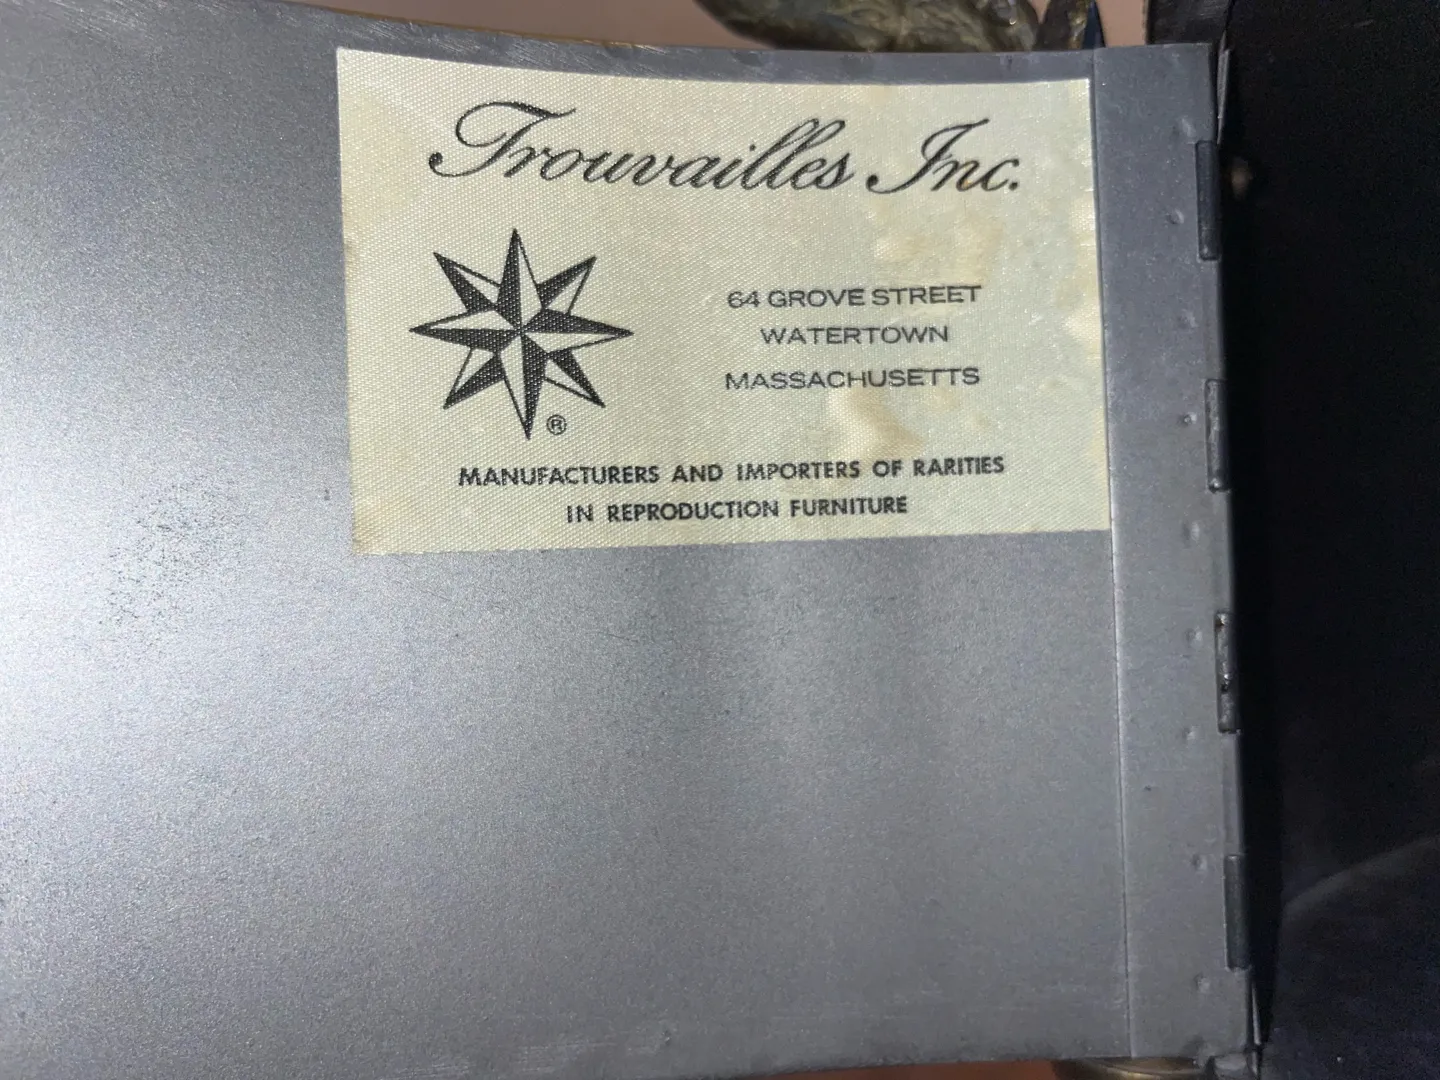 Trouvailles Inc.
®
64 GROVE STREET
WATERTOWN
MASSACHUSETTS
MANUFACTURERS AND IMPORTERS OF RARITIES
IN REPRODUCTION FURNITURE